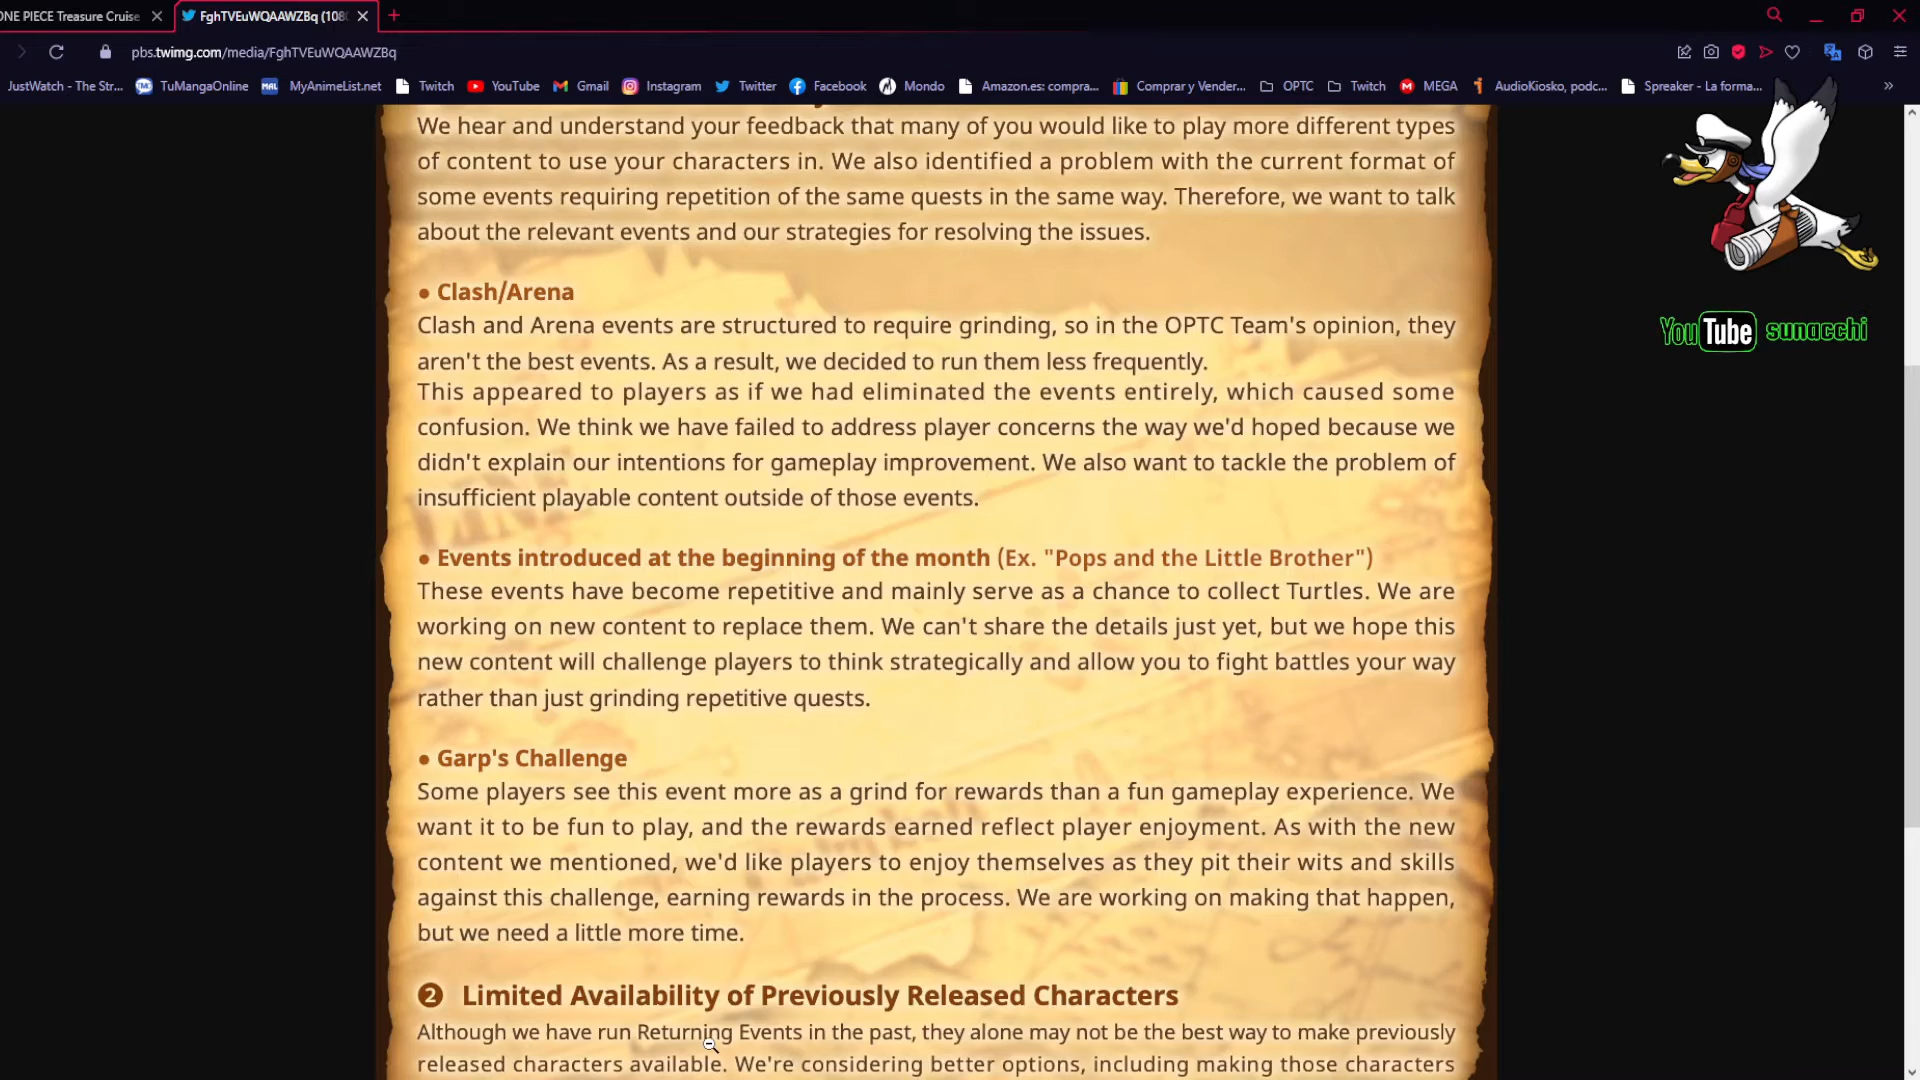 ONE PIECE Treasure Cruise
FghTVEuWQAAWZBq (108
pbs.twimg.com/media/FghTVEuWQAAWZBq
JustWatch - The Str... TuMangaOnline MyAnimeList.net Twitch YouTube Gmail Instagram Twitter Facebook Mondo Amazon.es: compra... Comprar y Vender... OPTC Twitch MEGA AudioKiosko, podc... Spreaker - La forma... »
We hear and understand your feedback that many of you would like to play more different types
of content to use your characters in. We also identified a problem with the current format of
some events requiring repetition of the same quests in the same way. Therefore, we want to talk
about the relevant events and our strategies for resolving the issues.
YouTube sunacchi
● Clash/Arena
Clash and Arena events are structured to require grinding, so in the OPTC Team's opinion, they
aren't the best events. As a result, we decided to run them less frequently.
This appeared to players as if we had eliminated the events entirely, which caused some
confusion. We think we have failed to address player concerns the way we'd hoped because we
didn't explain our intentions for gameplay improvement. We also want to tackle the problem of
insufficient playable content outside of those events.
● Events introduced at the beginning of the month (Ex. "Pops and the Little Brother")
These events have become repetitive and mainly serve as a chance to collect Turtles. We are
working on new content to replace them. We can't share the details just yet, but we hope this
new content will challenge players to think strategically and allow you to fight battles your way
rather than just grinding repetitive quests.
● Garp's Challenge
Some players see this event more as a grind for rewards than a fun gameplay experience. We
want it to be fun to play, and the rewards earned reflect player enjoyment. As with the new
content we mentioned, we'd like players to enjoy themselves as they pit their wits and skills
against this challenge, earning rewards in the process. We are working on making that happen,
but we need a little more time.
❷ Limited Availability of Previously Released Characters
Although we have run Returning Events in the past, they alone may not be the best way to make previously
released characters available. We're considering better options, including making those characters